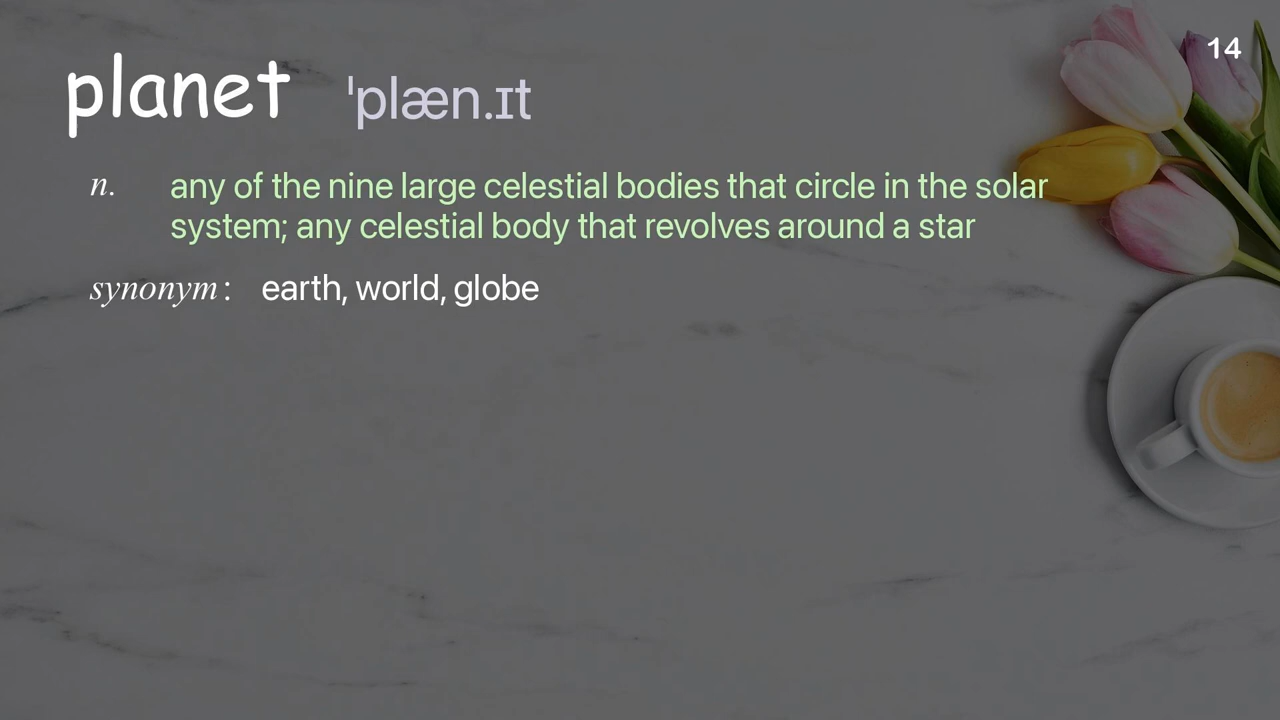 14
planet ˈplæn.ɪt
n. any of the nine large celestial bodies that circle in the solar
system; any celestial body that revolves around a star
synonym: earth, world, globe